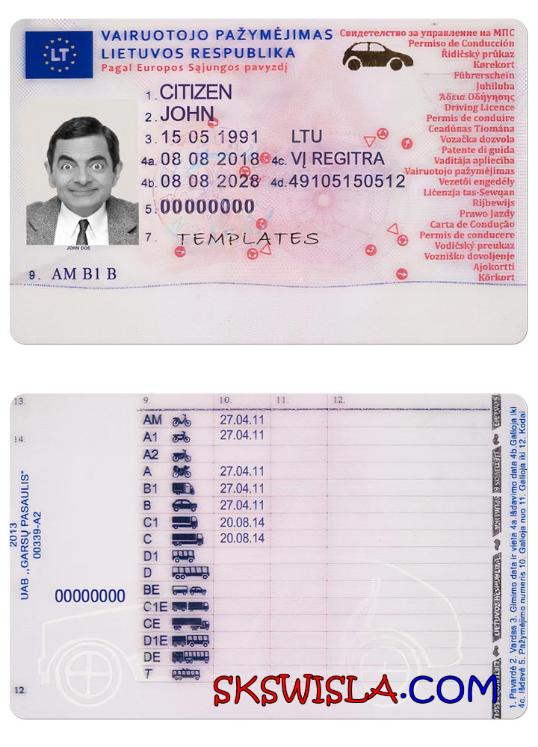 LT
VAIRUOTOJO PAŽYMĖJIMAS
LIETUVOS RESPUBLIKA
Pagal Europos Sąjungos pavyzdį
Свидетелство за управление на МПС
Permiso de Conducción
Řidičský průkaz
Kørekort
Führerschein
Juhiluba
Άδεια Οδήγησης
Driving Licence
Permis de conduire
Ceadúnas Tiomána
Vozačka dozvola
Patente di guida
Vadītāja apliecība
Vairuotojo pažymėjimas
Vezetői engedély
Liċenzja tas-Sewqan
Rijbewijs
Prawo Jazdy
Carta de Condução
Permis de conducere
Vodičský preukaz
Vozniško dovoljenje
Ajokortti
Körkort
1. CITIZEN
2. JOHN
3. 15 05 1991 LTU
4a. 08 08 2018 4c. VĮ REGITRA
4b. 08 08 2028 4d. 49105150512
5. 00000000
7. TEMPLATES
JOHN DOE
9. AM B1 B
13.
14.
2013
UAB ,,GARSŲ PASAULIS"
00339-A2
00000000
12.
9. 10. 11. 12.
AM 27.04.11
A1 27.04.11
A2
A 27.04.11
B1 27.04.11
B 27.04.11
C1 20.08.14
C 20.08.14
D1
D
BE
C1E
CE
D1E
DE
T
1. Pavardė 2. Vardas 3. Gimimo data ir vieta 4a. Išdavimo data 4b. Galioja iki
4c. Išdavė 5. Pažymėjimo numeris 10. Galioja nuo 11. Galioja iki 12. Kodai
SKSWISLA.COM